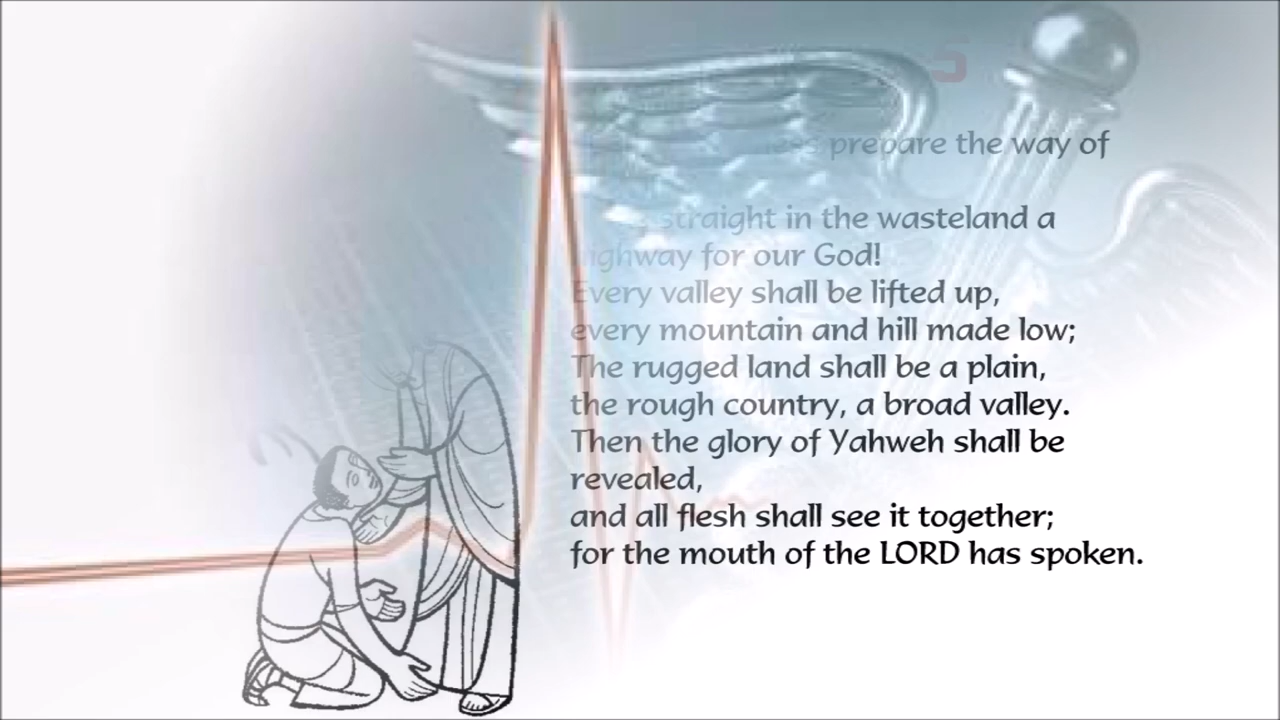 5
prepare the way of
straight in the wasteland a
highway for our God!
Every valley shall be lifted up,
every mountain and hill made low;
The rugged land shall be a plain,
the rough country, a broad valley.
Then the glory of Yahweh shall be
revealed,
and all flesh shall see it together;
for the mouth of the LORD has spoken.